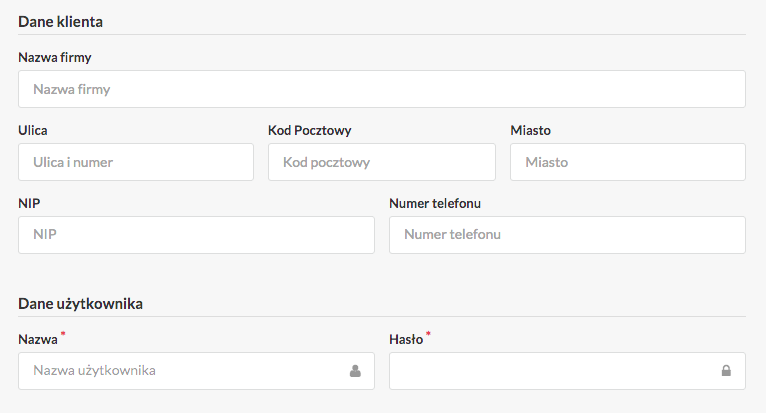 Dane klienta
Nazwa firmy
Nazwa firmy
Ulica Kod Pocztowy Miasto
Ulica i numer Kod pocztowy Miasto
NIP Numer telefonu
NIP Numer telefonu
Dane użytkownika
Nazwa * Hasło *
Nazwa użytkownika